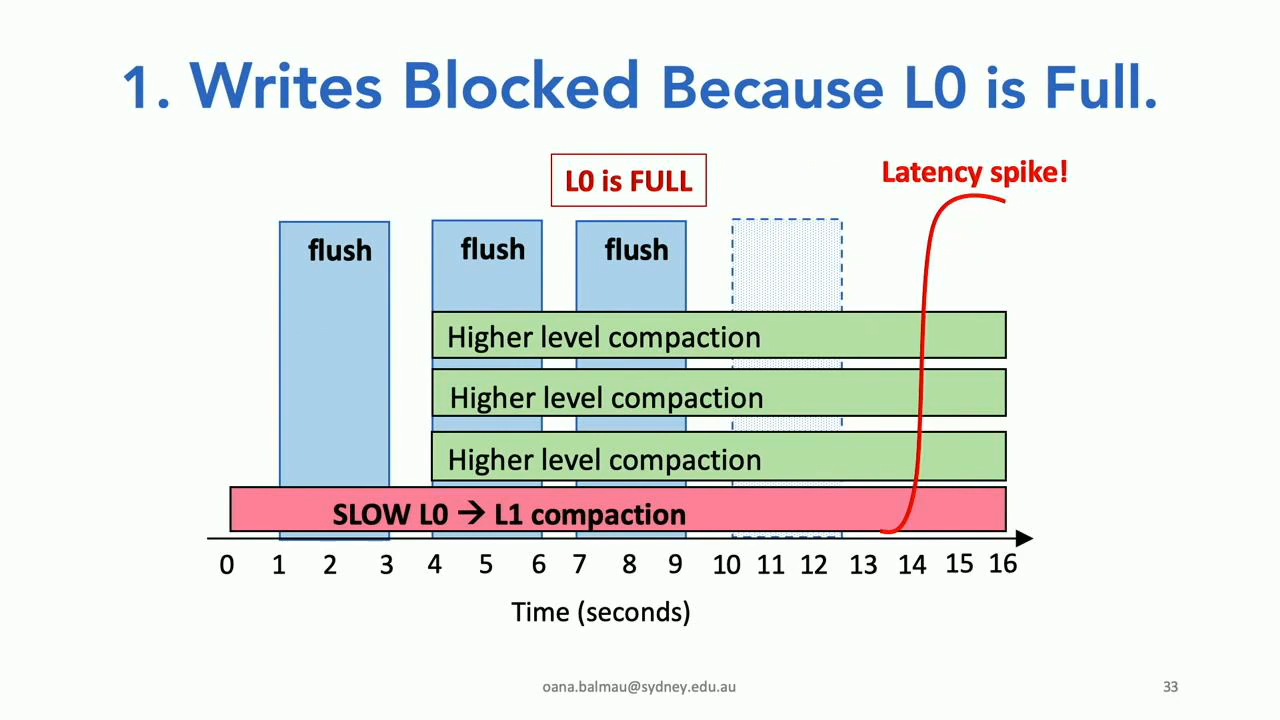 1. Writes Blocked Because L0 is Full.
L0 is FULL
Latency spike!
flush
flush
flush
Higher level compaction
Higher level compaction
Higher level compaction
SLOW L0 → L1 compaction
0 1 2 3 4 5 6 7 8 9 10 11 12 13 14 15 16
Time (seconds)
oana.balmau@sydney.edu.au
33